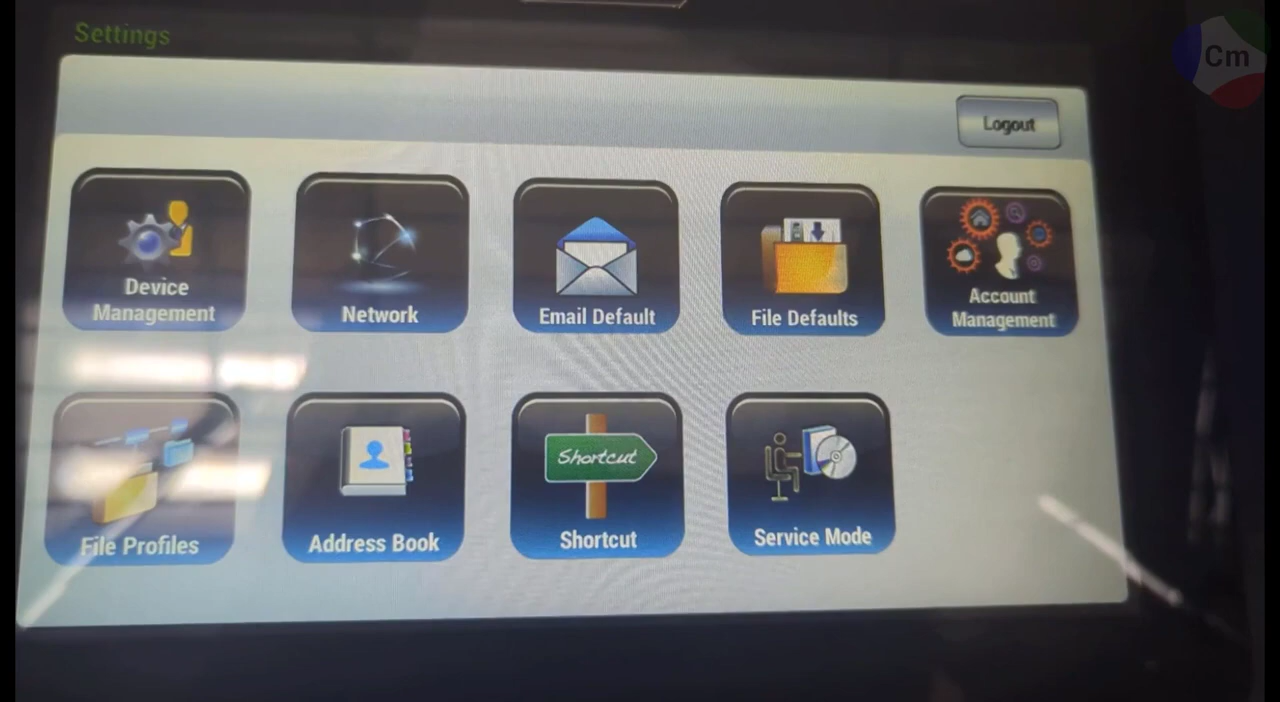 Settings
Cm
Logout
Device
Management
Network
Email Default
File Defaults
Account
Management
File Profiles
Address Book
Shortcut
Shortcut
Service Mode